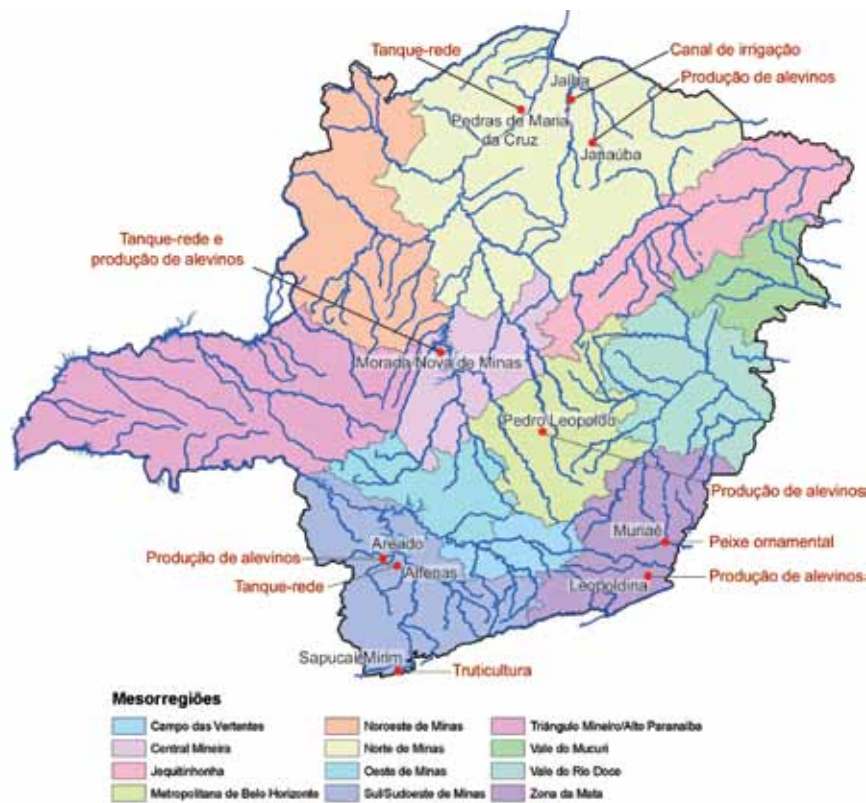 Tanque-rede
Canal de irrigação
Jaíba
Produção de alevinos
Pedras de Maria
da Cruz
Janaúba
Tanque-rede e
produção de alevinos
Morada Nova de Minas
Pedro Leopoldo
Produção de alevinos
Muriaé
Peixe ornamental
Areado
Produção de alevinos
Alfenas
Tanque-rede
Leopoldina
Produção de alevinos
Sapucaí-Mirim
Truticultura
Mesorregiões
Campo das Vertentes
Central Mineira
Jequitinhonha
Metropolitana de Belo Horizonte
Noroeste de Minas
Norte de Minas
Oeste de Minas
Sul/Sudoeste de Minas
Triângulo Mineiro/Alto Paranaíba
Vale do Mucuri
Vale do Rio Doce
Zona da Mata